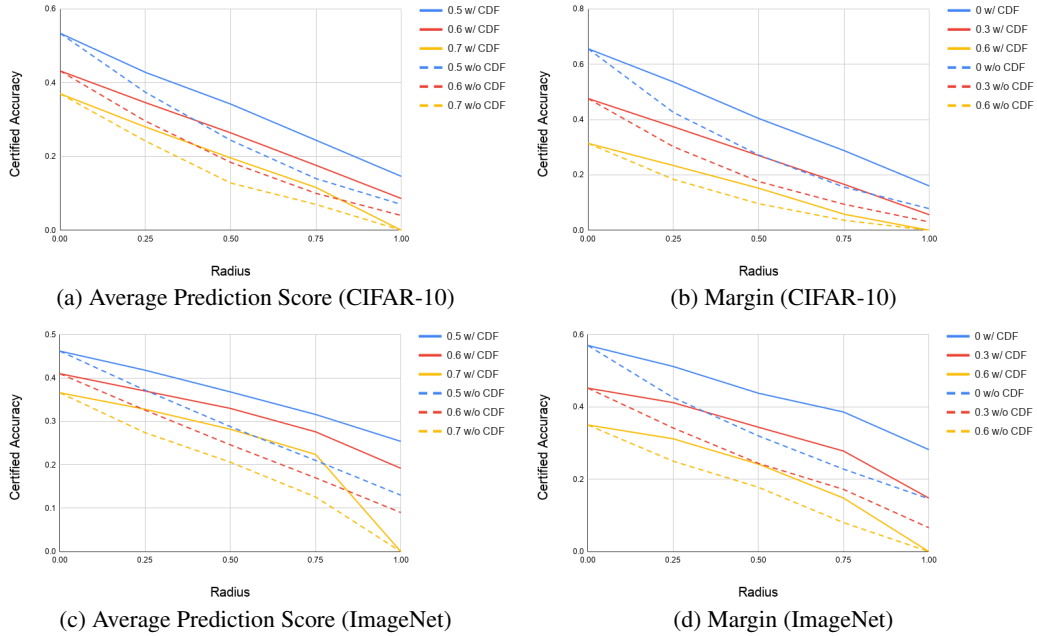 0.6
0.4
0.2
0.0
Certified Accuracy
0.00 0.25 0.50 0.75 1.00
Radius
0.5 w/ CDF
0.6 w/ CDF
0.7 w/ CDF
0.5 w/o CDF
0.6 w/o CDF
0.7 w/o CDF
(a) Average Prediction Score (CIFAR-10)
0.8
0.6
0.4
0.2
0.0
Certified Accuracy
0.00 0.25 0.50 0.75 1.00
Radius
0 w/ CDF
0.3 w/ CDF
0.6 w/ CDF
0 w/o CDF
0.3 w/o CDF
0.6 w/o CDF
(b) Margin (CIFAR-10)
0.5
0.4
0.3
0.2
0.1
0.0
Certified Accuracy
0.00 0.25 0.50 0.75 1.00
Radius
0.5 w/ CDF
0.6 w/ CDF
0.7 w/ CDF
0.5 w/o CDF
0.6 w/o CDF
0.7 w/o CDF
(c) Average Prediction Score (ImageNet)
0.6
0.4
0.2
0.0
Certified Accuracy
0.00 0.25 0.50 0.75 1.00
Radius
0 w/ CDF
0.3 w/ CDF
0.6 w/ CDF
0 w/o CDF
0.3 w/o CDF
0.6 w/o CDF
(d) Margin (ImageNet)